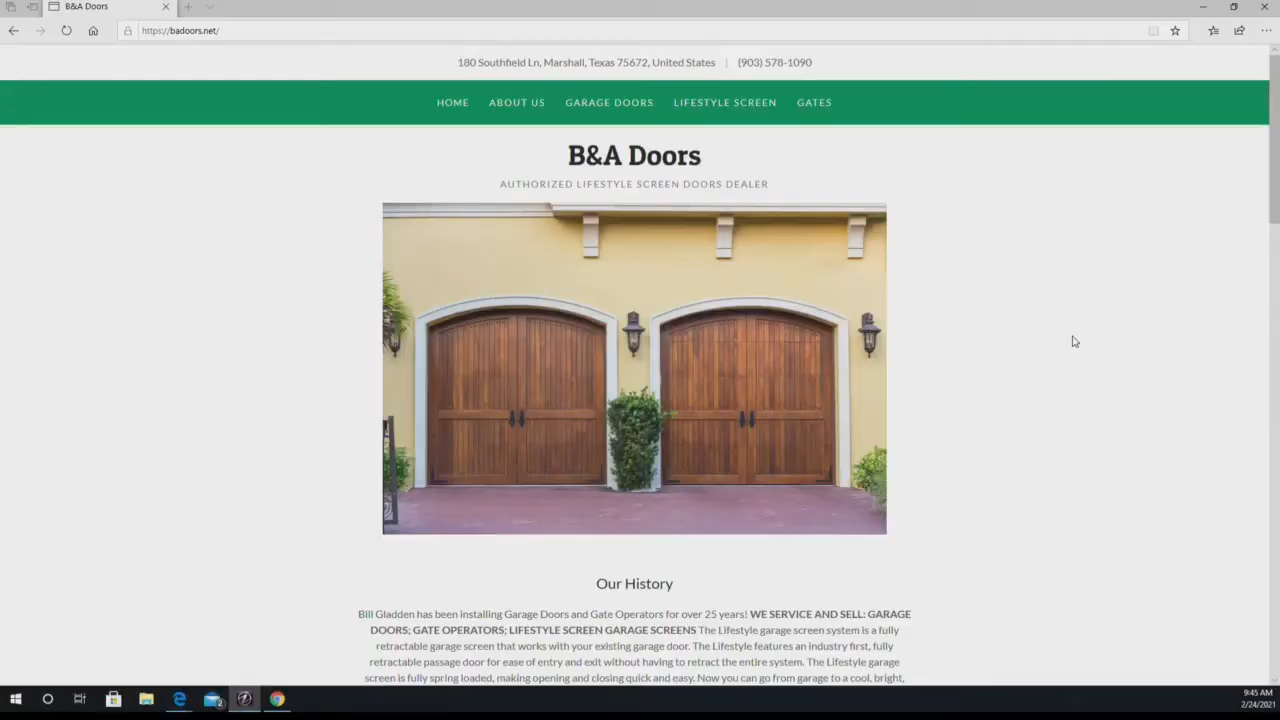 B&A Doors
https://badoors.net/
180 Southfield Ln, Marshall, Texas 75672, United States | (903) 578-1090
HOME ABOUT US GARAGE DOORS LIFESTYLE SCREEN GATES
B&A Doors
AUTHORIZED LIFESTYLE SCREEN DOORS DEALER
Our History
Bill Gladden has been installing Garage Doors and Gate Operators for over 25 years! WE SERVICE AND SELL: GARAGE
DOORS; GATE OPERATORS; LIFESTYLE SCREEN GARAGE SCREENS The Lifestyle garage screen system is a fully
retractable garage screen that works with your existing garage door. The Lifestyle features an industry first, fully
retractable passage door for ease of entry and exit without having to retract the entire system. The Lifestyle garage
screen is fully spring loaded, making opening and closing quick and easy. Now you can go from garage to a cool, bright,
2
9:45 AM
2/24/2021